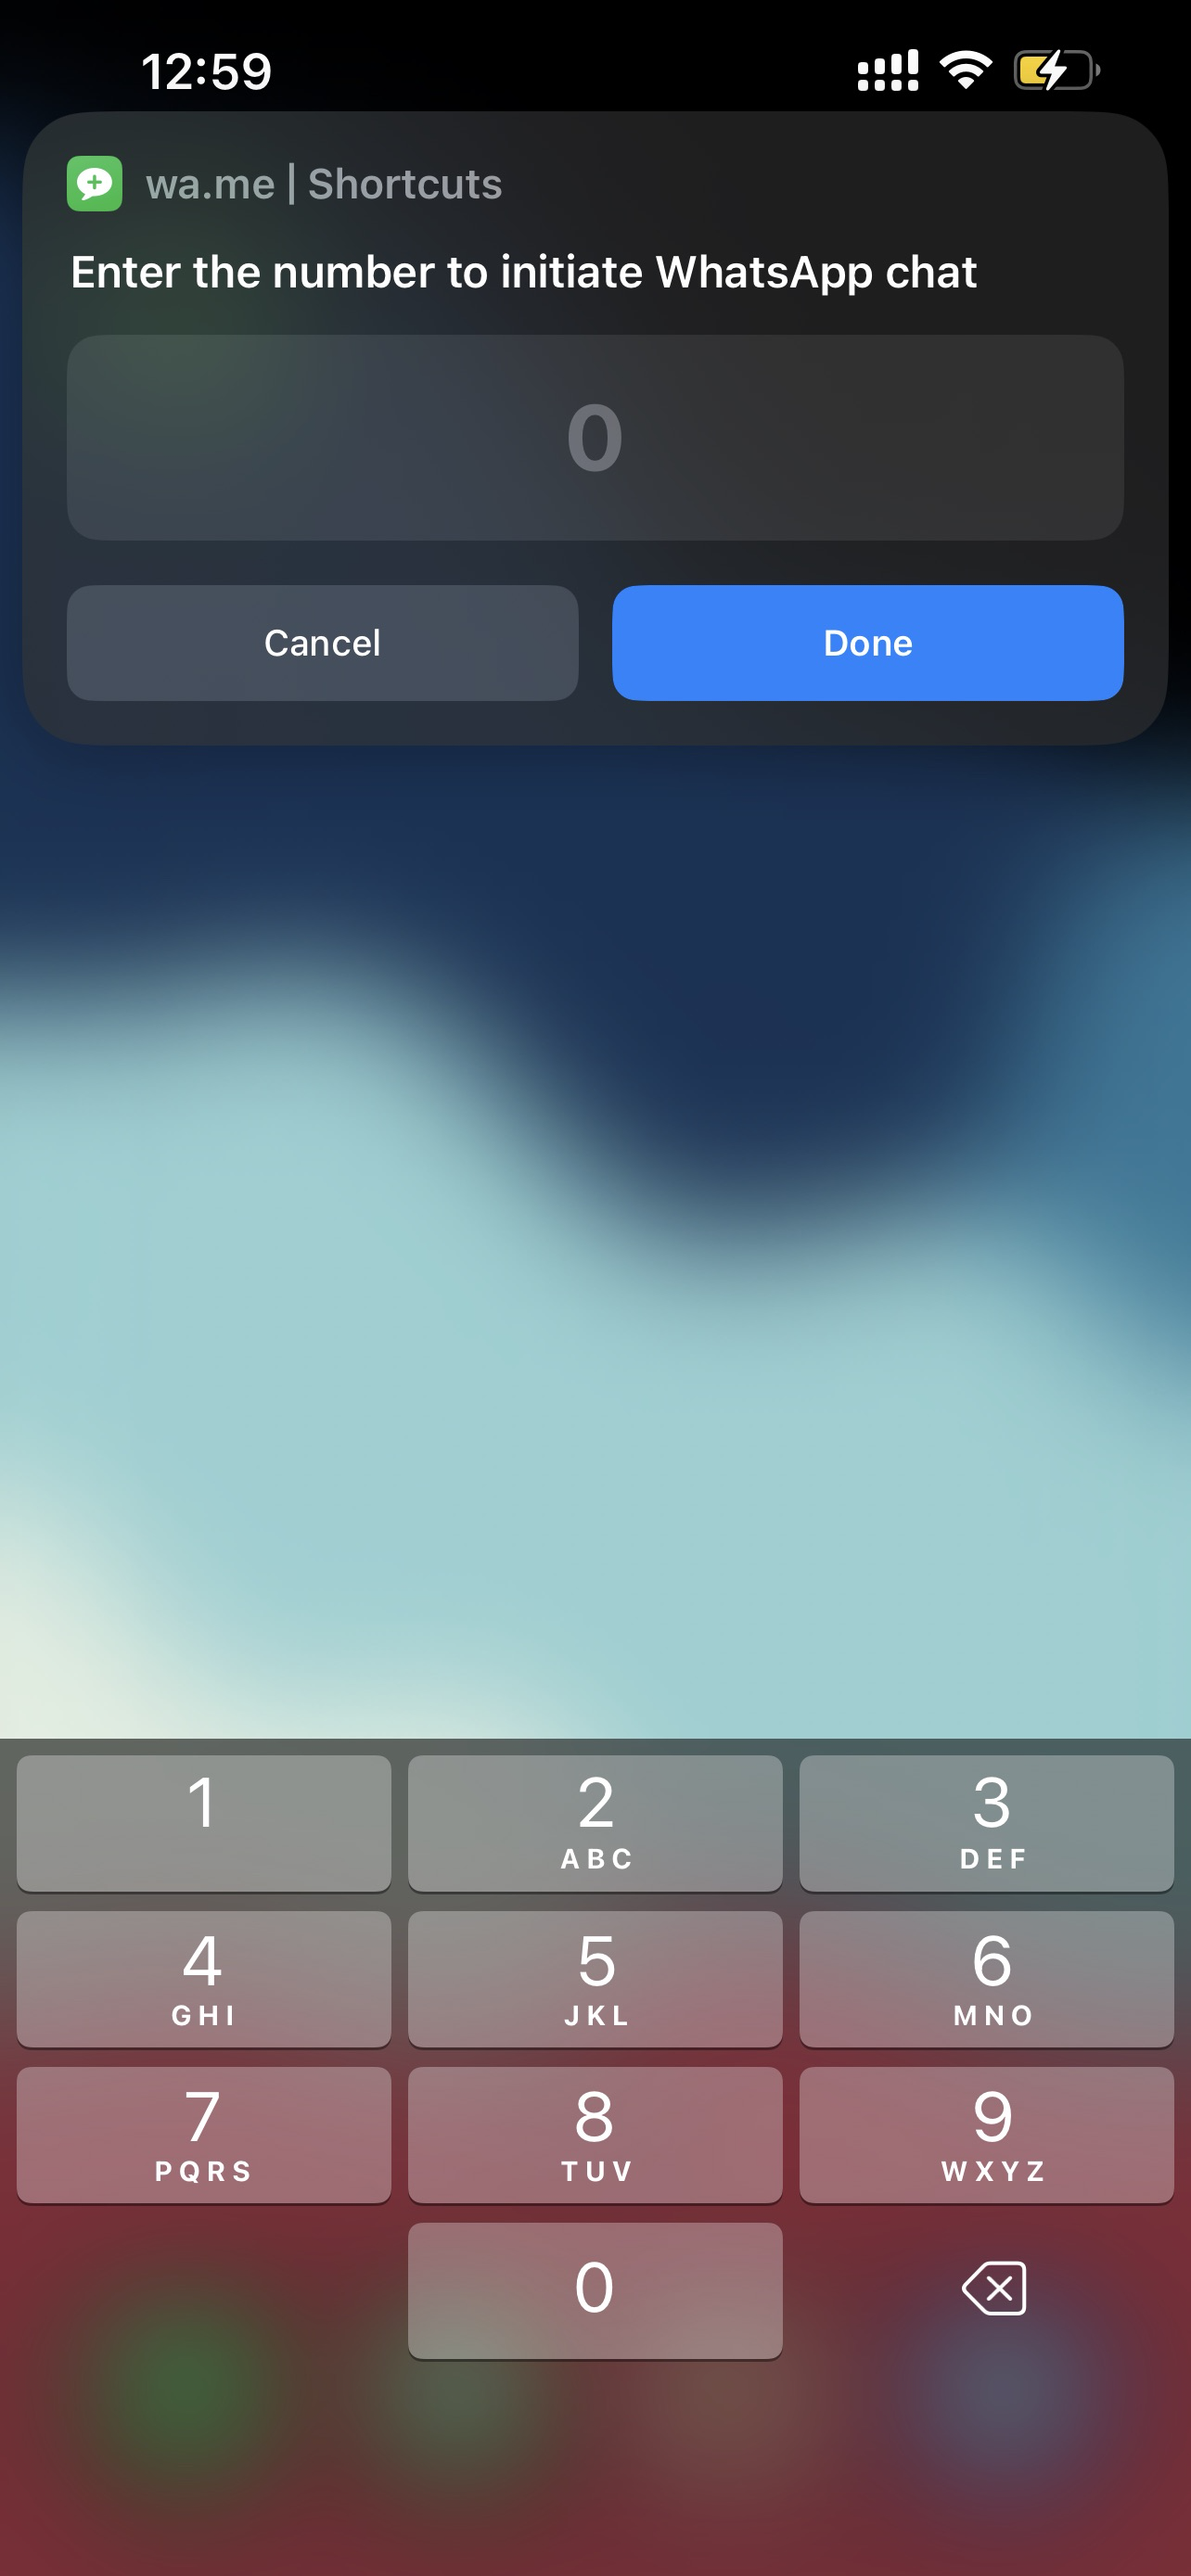 12:59
wa.me | Shortcuts
Enter the number to initiate WhatsApp chat
0
Cancel Done
1 2 3
ABC DEF
4 5 6
GHI JKL MNO
7 8 9
PQRS TUV WXYZ
0